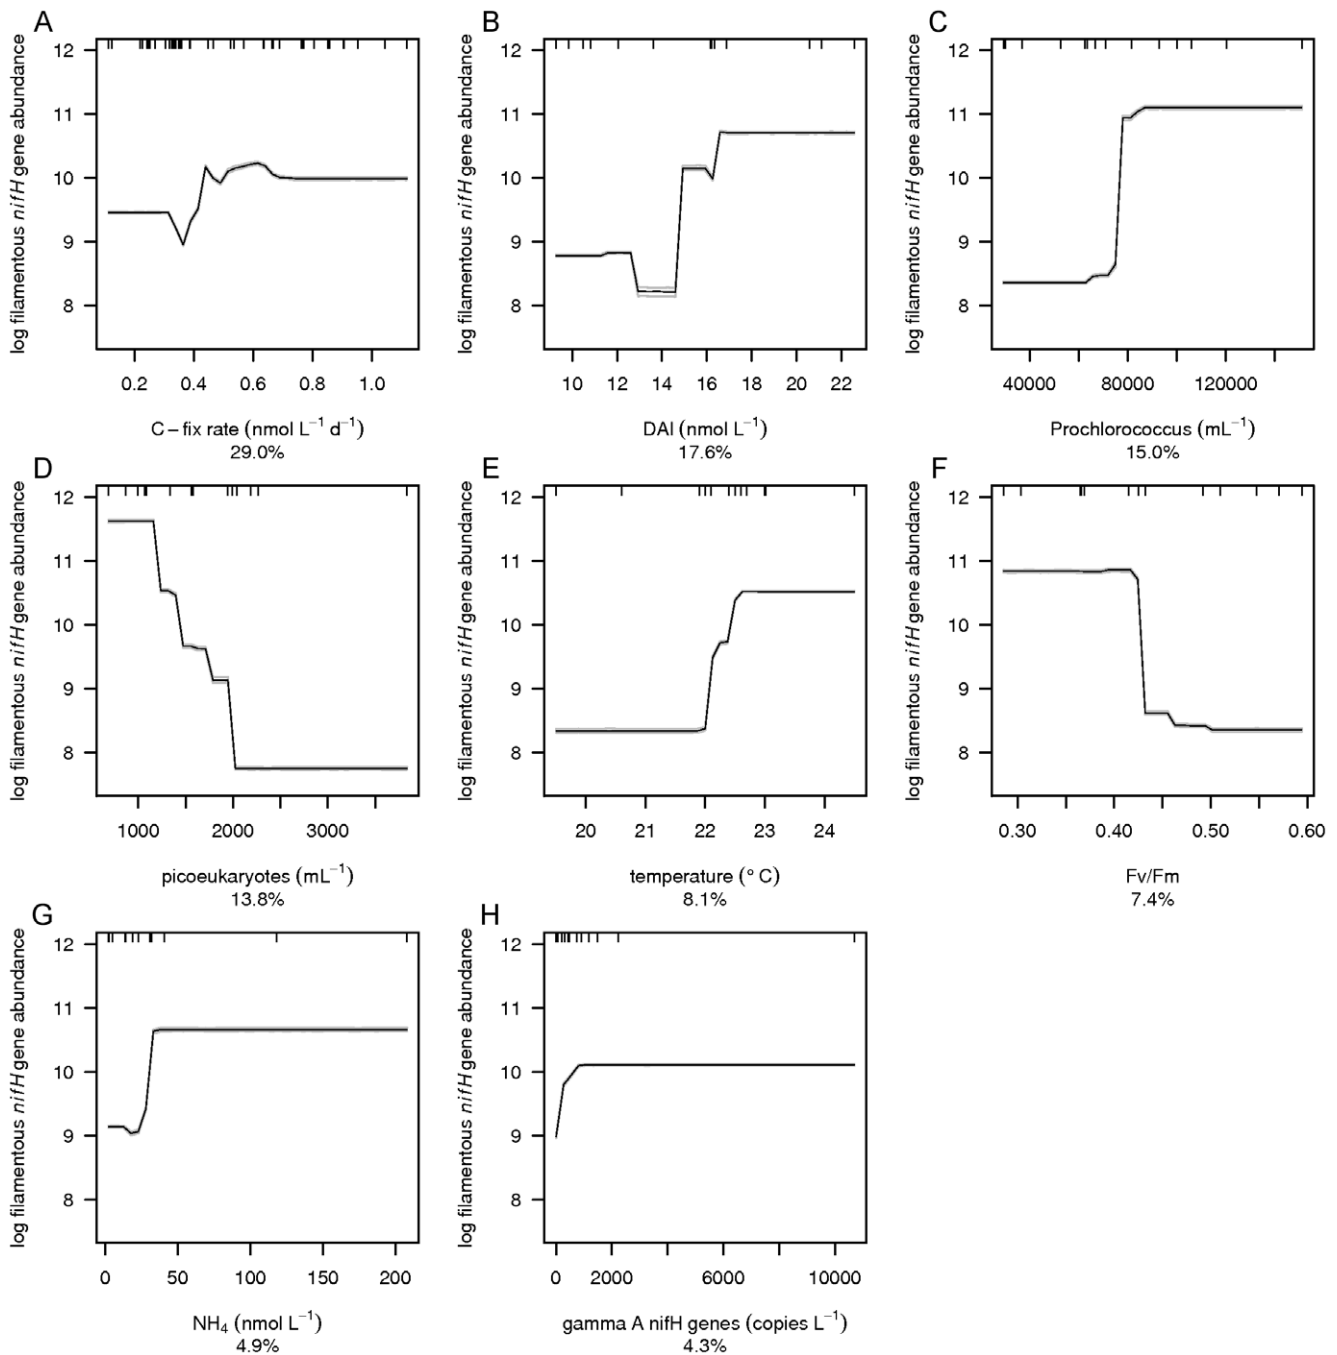 A
log filamentous nifH gene abundance
12
11
10
9
8
0.2 0.4 0.6 0.8 1.0
C−fix rate (nmol L⁻¹ d⁻¹)
29.0%
B
log filamentous nifH gene abundance
12
11
10
9
8
10 12 14 16 18 20 22
DAI (nmol L⁻¹)
17.6%
C
log filamentous nifH gene abundance
12
11
10
9
8
40000 80000 120000
Prochlorococcus (mL⁻¹)
15.0%
D
log filamentous nifH gene abundance
12
11
10
9
8
1000 2000 3000
picoeukaryotes (mL⁻¹)
13.8%
E
log filamentous nifH gene abundance
12
11
10
9
8
20 21 22 23 24
temperature (° C)
8.1%
F
log filamentous nifH gene abundance
12
11
10
9
8
0.30 0.40 0.50 0.60
Fv/Fm
7.4%
G
log filamentous nifH gene abundance
12
11
10
9
8
0 50 100 150 200
NH₄ (nmol L⁻¹)
4.9%
H
log filamentous nifH gene abundance
12
11
10
9
8
0 2000 6000 10000
gamma A nifH genes (copies L⁻¹)
4.3%